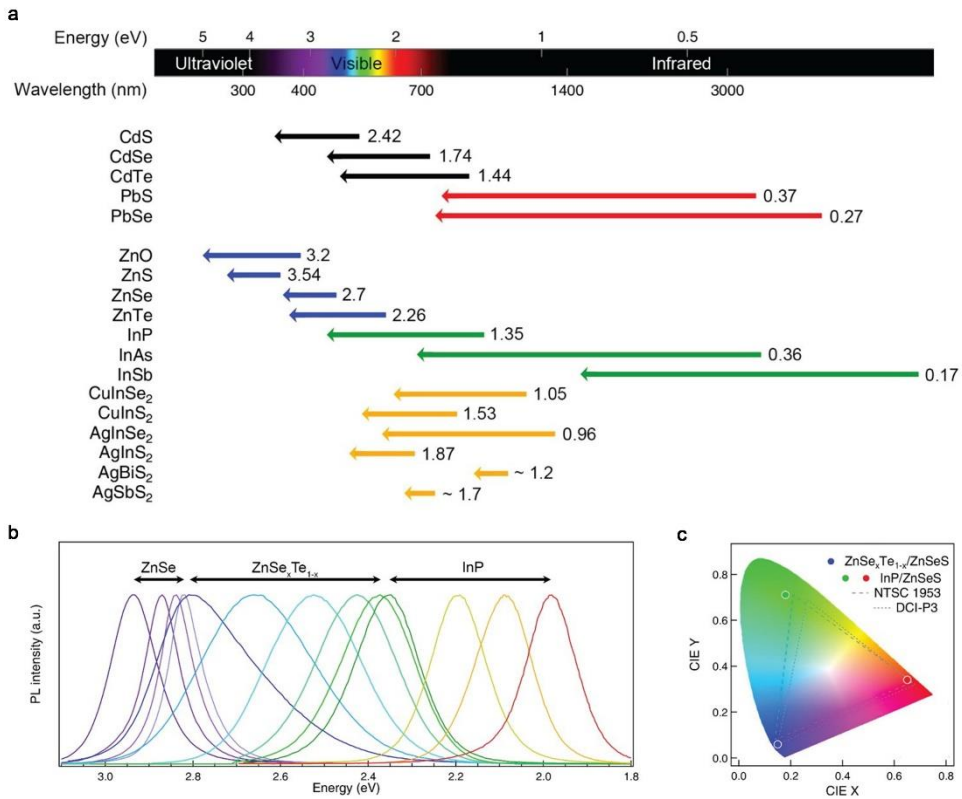 a
Energy (eV) 5 4 3 2 1 0.5
Ultraviolet Visible Infrared
Wavelength (nm) 300 400 700 1400 3000
CdS 2.42
CdSe 1.74
CdTe 1.44
PbS 0.37
PbSe 0.27
ZnO 3.2
ZnS 3.54
ZnSe 2.7
ZnTe 2.26
InP 1.35
InAs 0.36
InSb 0.17
CuInSe₂ 1.05
CuInS₂ 1.53
AgInSe₂ 0.96
AgInS₂ 1.87
AgBiS₂ ~ 1.2
AgSbS₂ ~ 1.7
b
ZnSe ZnSeₓTe₁₋ₓ InP
PL intensity (a.u.)
3.0 2.8 2.6 2.4 2.2 2.0 1.8
Energy (eV)
c
ZnSeₓTe₁₋ₓ/ZnSeS
InP/ZnSeS
NTSC 1953
DCI-P3
CIE Y
0.8
0.6
0.4
0.2
0.0
0.0 0.2 0.4 0.6 0.8
CIE X